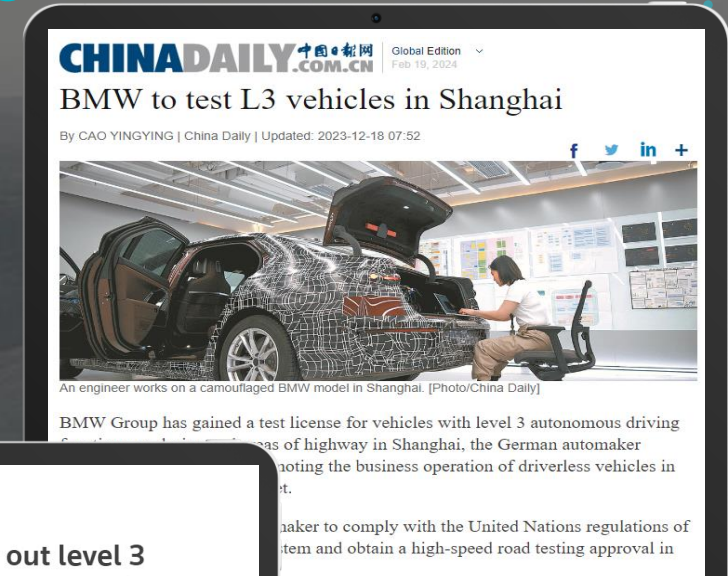 CHINADAILY 中国日报网
.COM.CN
Global Edition
Feb 19, 2024
BMW to test L3 vehicles in Shanghai
By CAO YINGYING | China Daily | Updated: 2023-12-18 07:52
f in +
An engineer works on a camouflaged BMW model in Shanghai. [Photo/China Daily]
BMW Group has gained a test license for vehicles with level 3 autonomous driving
of highway in Shanghai, the German automaker
the business operation of driverless vehicles in
to comply with the United Nations regulations of
and obtain a high-speed road testing approval in
out level 3